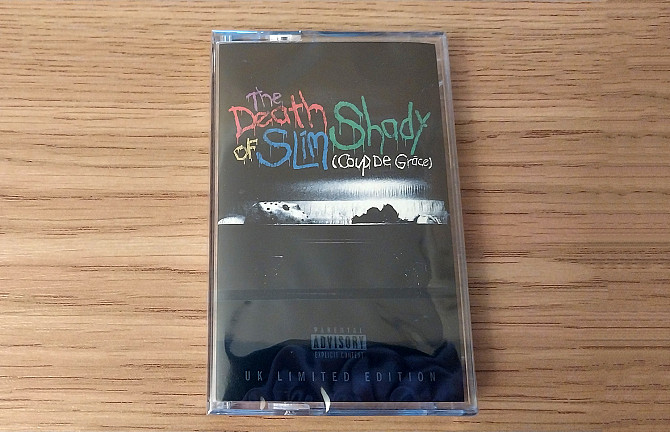 The
Death
OF SLim Shady
(Coup De Grâce)
PARENTAL
ADVISORY
EXPLICIT CONTENT
UK LIMITED EDITION